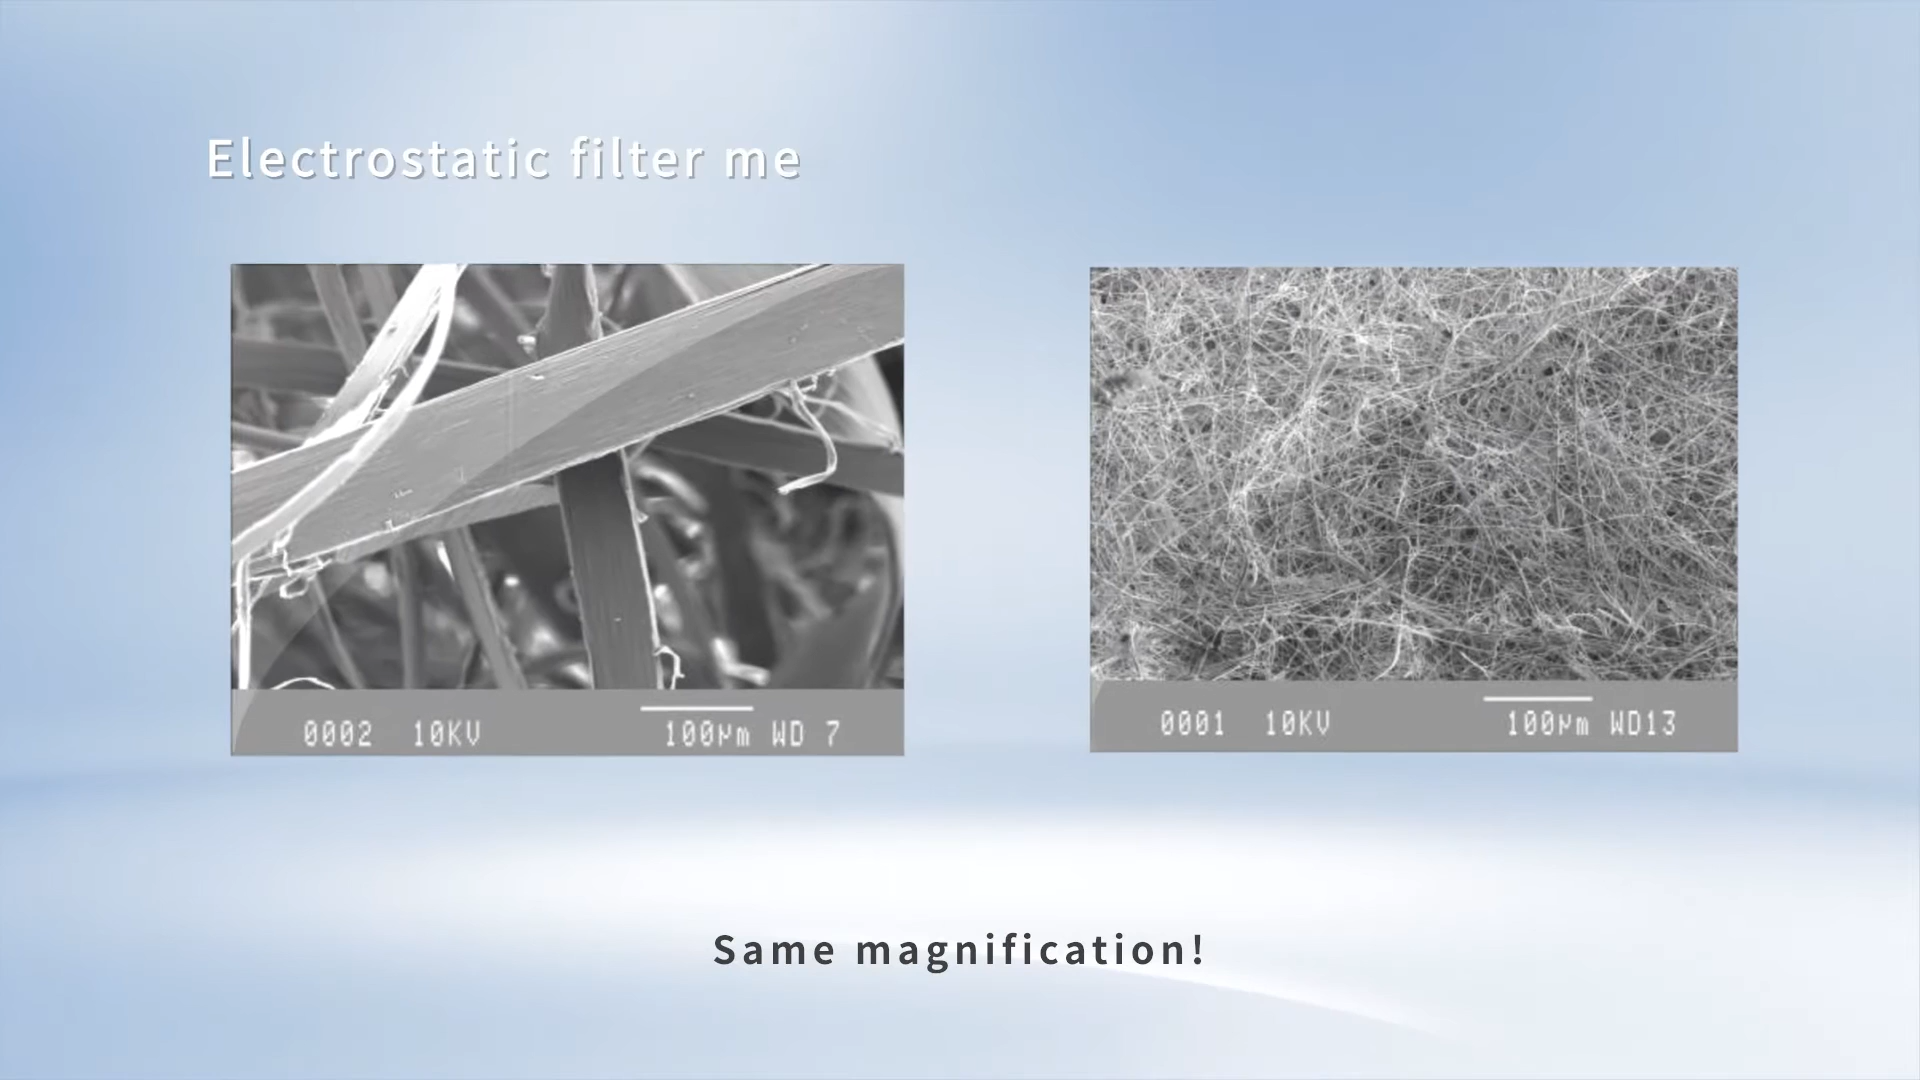 Electrostatic filter me
0002 10KV 100µm WD 7
0001 10KV 100µm WD13
Same magnification!